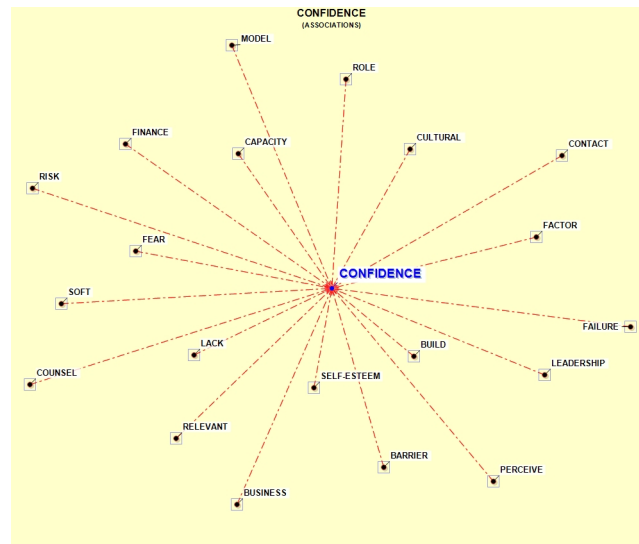 CONFIDENCE
(ASSOCIATIONS)
MODEL
ROLE
FINANCE
CAPACITY
CULTURAL
CONTACT
RISK
FEAR
FACTOR
CONFIDENCE
SOFT
FAILURE
LACK
BUILD
COUNSEL
SELF-ESTEEM
LEADERSHIP
RELEVANT
BARRIER
PERCEIVE
BUSINESS